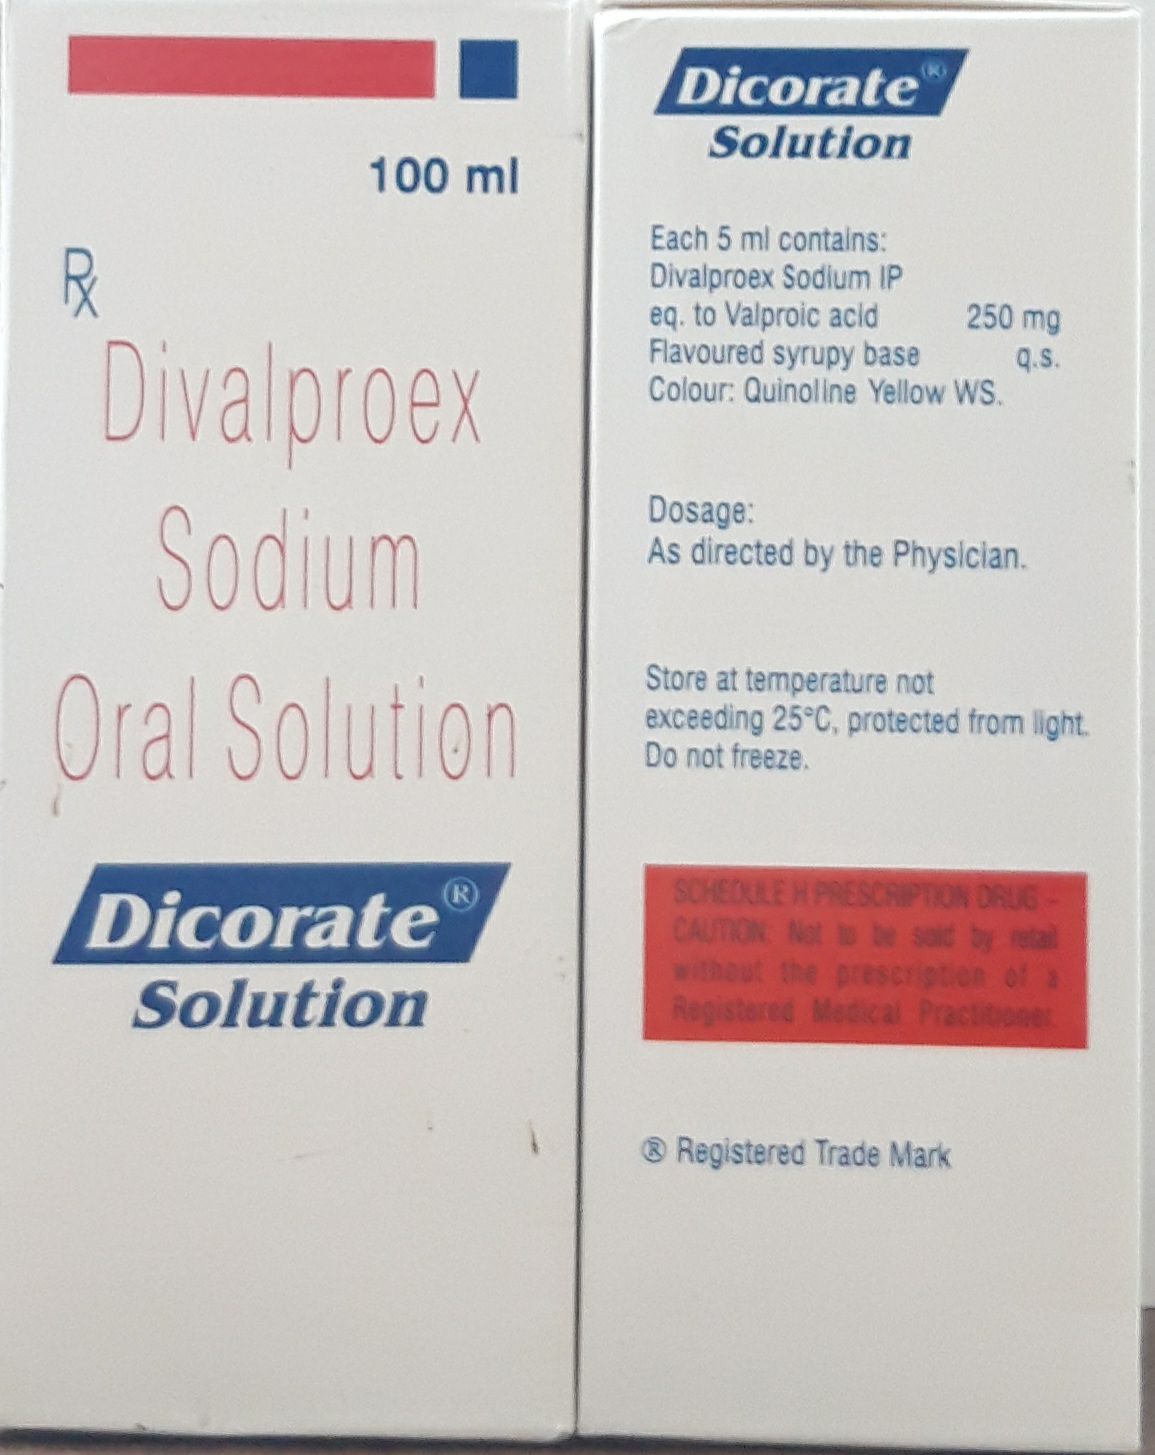 100 ml
Rx
Divalproex
Sodium
Oral Solution
Dicorate®
Solution
Dicorate®
Solution
Each 5 ml contains:
Divalproex Sodium IP
eq. to Valproic acid 250 mg
Flavoured syrupy base q.s.
Colour: Quinoline Yellow WS.
Dosage:
As directed by the Physician.
Store at temperature not
exceeding 25°C, protected from light.
Do not freeze.
SCHEDULE H PRESCRIPTION DRUG -
CAUTION: Not to be sold by retail
without the prescription of a
Registered Medical Practitioner.
® Registered Trade Mark